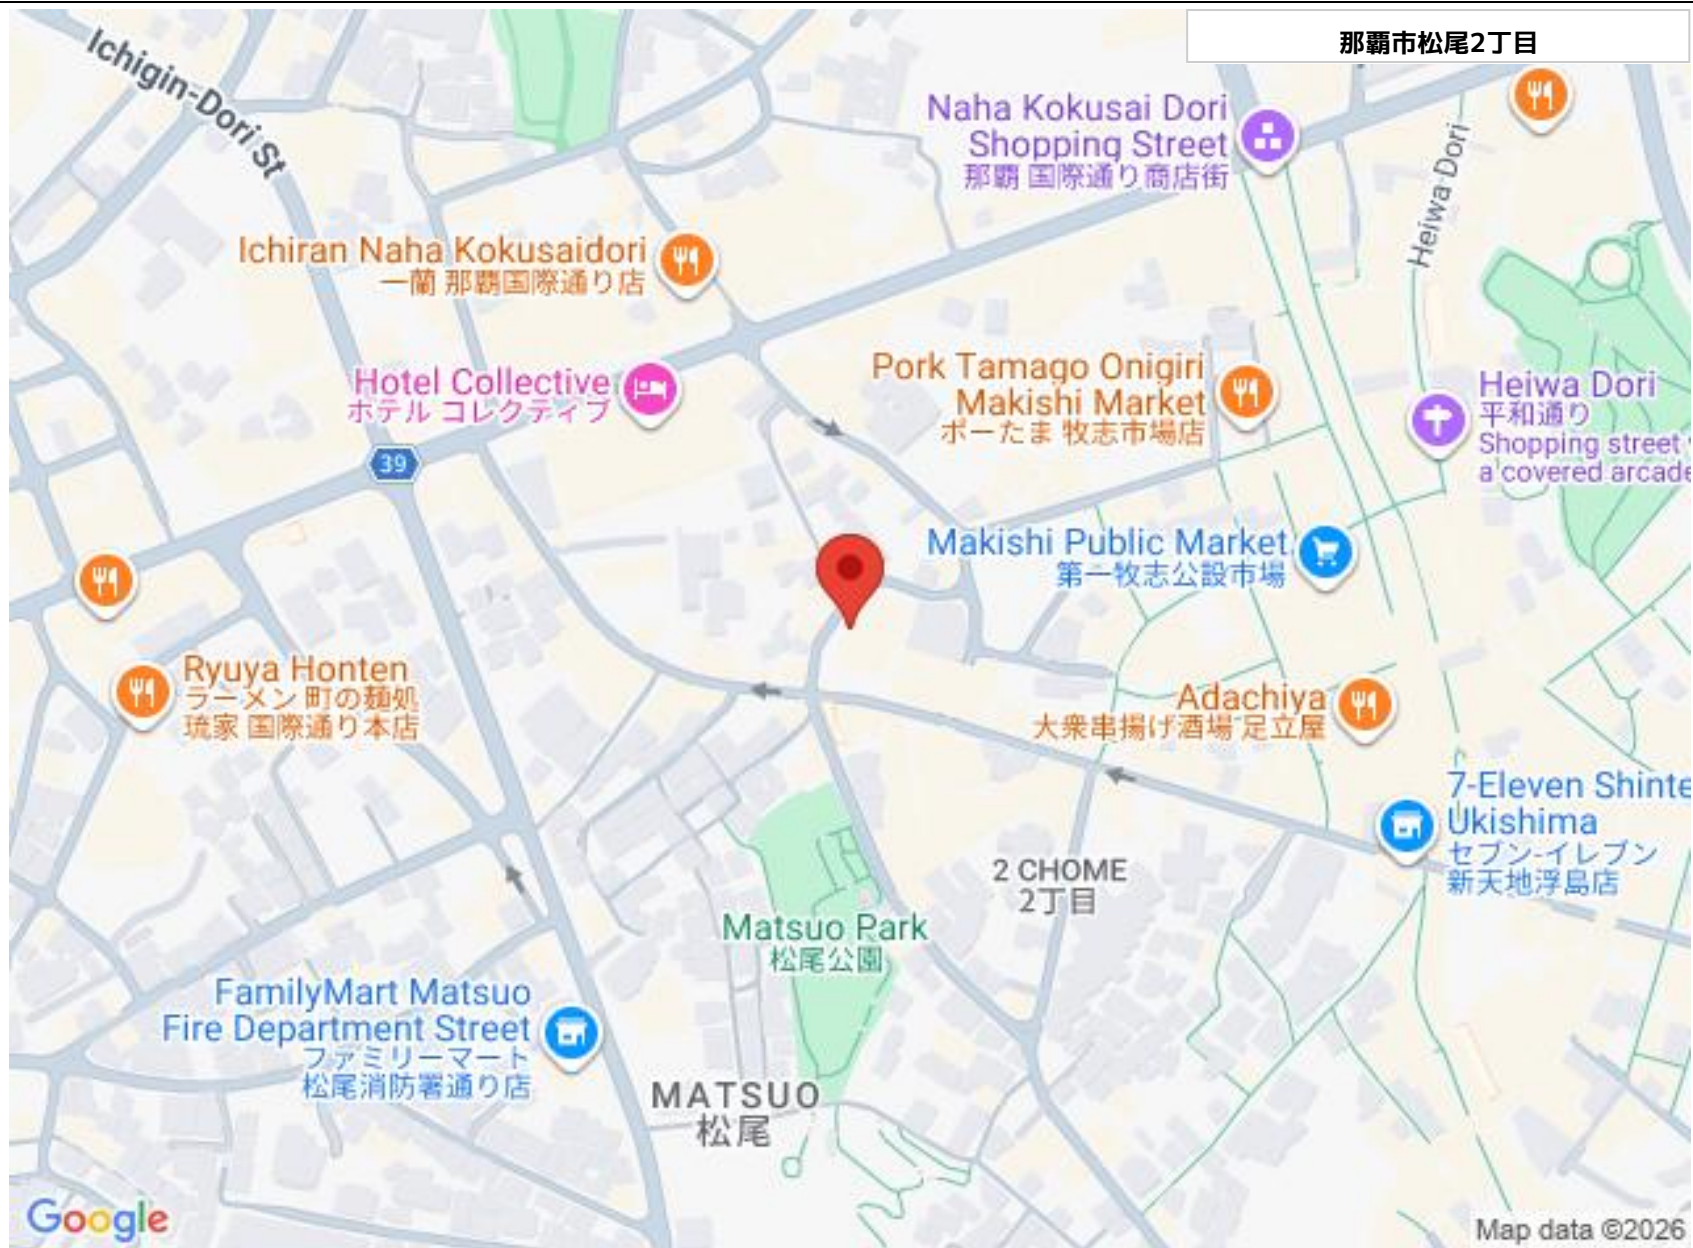 那覇市松尾2丁目
Ichigin-Dori St
Naha Kokusai Dori
Shopping Street
那覇 国際通り商店街
Heiwa Dori
Ichiran Naha Kokusaidori
一蘭 那覇国際通り店
Hotel Collective
ホテル コレクティブ
39
Pork Tamago Onigiri
Makishi Market
ポーたま 牧志市場店
Heiwa Dori
平和通り
Shopping street
a covered arcade
Makishi Public Market
第一牧志公設市場
Ryuya Honten
ラーメン 町の麺処
琉家 国際通り本店
Adachiya
大衆串揚げ酒場 足立屋
7-Eleven Shinte
Ukishima
セブン-イレブン
新天地浮島店
2 CHOME
2丁目
Matsuo Park
松尾公園
FamilyMart Matsuo
Fire Department Street
ファミリーマート
松尾消防署通り店
MATSUO
松尾
Google
Map data ©2026